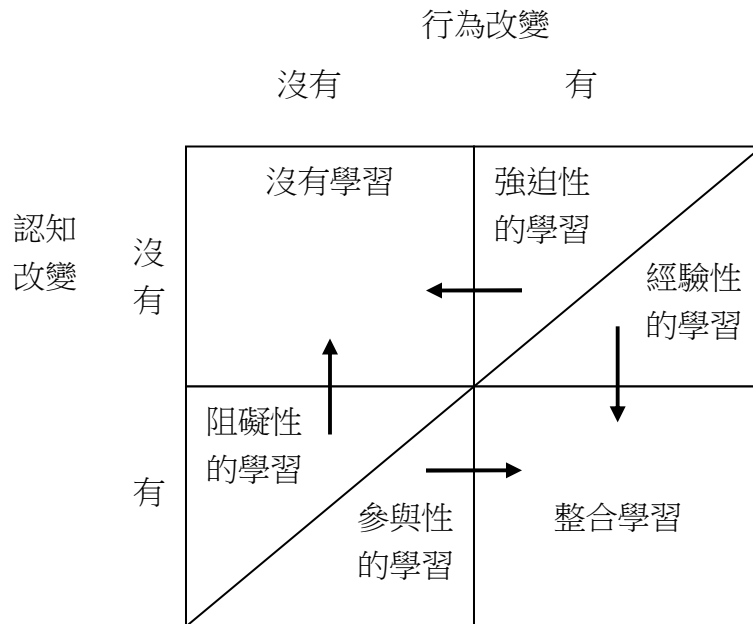 行為改變
沒有
有
沒有學習
強迫性
的學習
認知
改變
沒
有
經驗性
的學習
阻礙性
的學習
有
參與性
的學習
整合學習